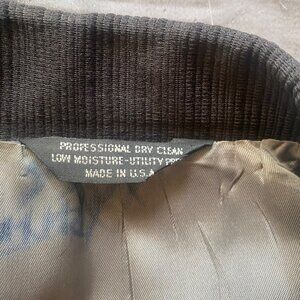 PROFESSIONAL DRY CLEAN
LOW MOISTURE-UTILITY
MADE IN U.S.A